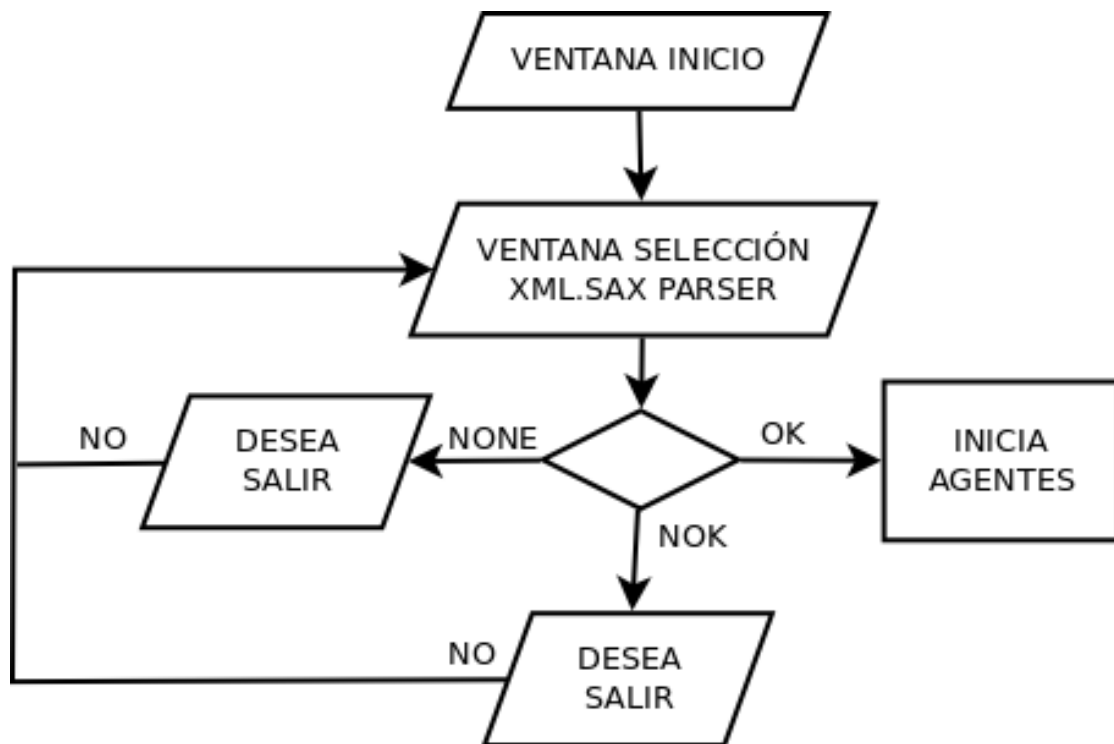 VENTANA INICIO
VENTANA SELECCIÓN
XML.SAX PARSER
NO
DESEA
SALIR
NONE
OK
INICIA
AGENTES
NOK
NO
DESEA
SALIR